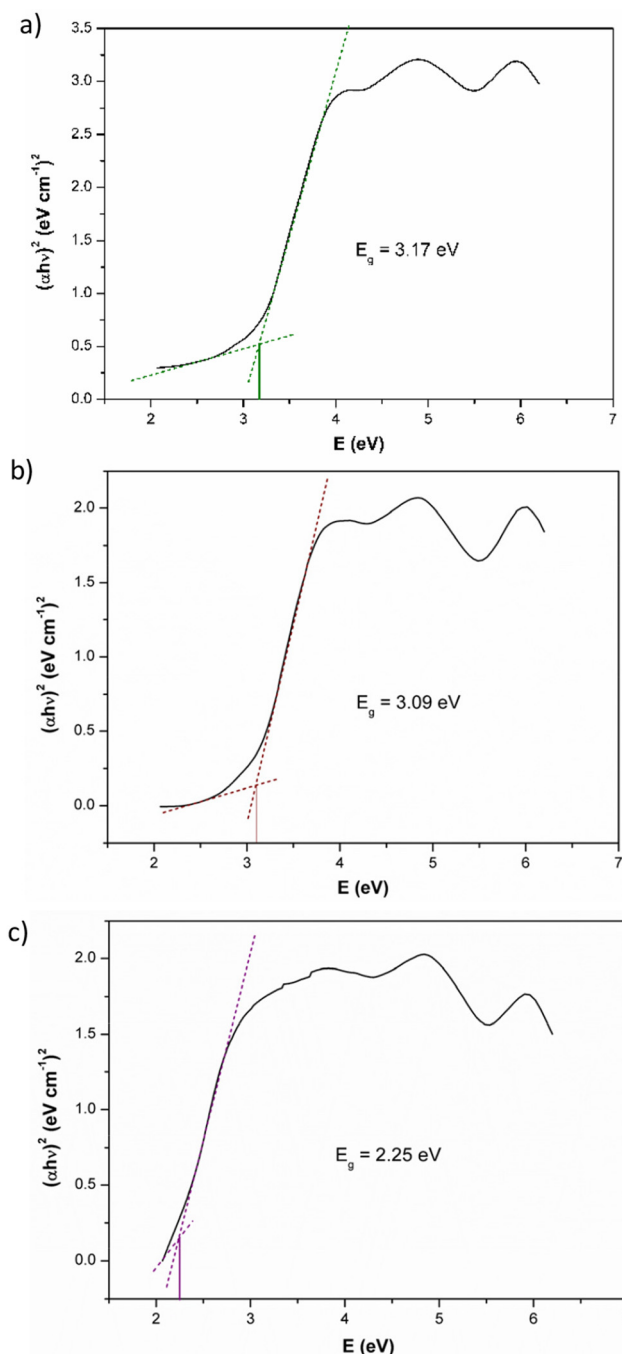 a)
3.5
3.0
2.5
2.0
1.5
1.0
0.5
0.0
(αhν)² (eV cm⁻¹)²
E_g = 3.17 eV
2 3 4 5 6 7
E (eV)
b)
2.0
1.5
1.0
0.5
0.0
(αhν)² (eV cm⁻¹)²
E_g = 3.09 eV
2 3 4 5 6 7
E (eV)
c)
2.0
1.5
1.0
0.5
0.0
(αhν)² (eV cm⁻¹)²
E_g = 2.25 eV
2 3 4 5 6
E (eV)